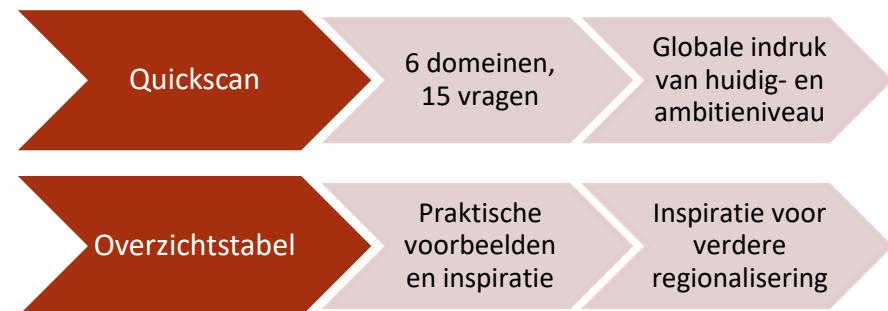 Quickscan
6 domeinen,
15 vragen
Globale indruk
van huidig- en
ambitieniveau
Overzichtstabel
Praktische
voorbeelden
en inspiratie
Inspiratie voor
verdere
regionalisering